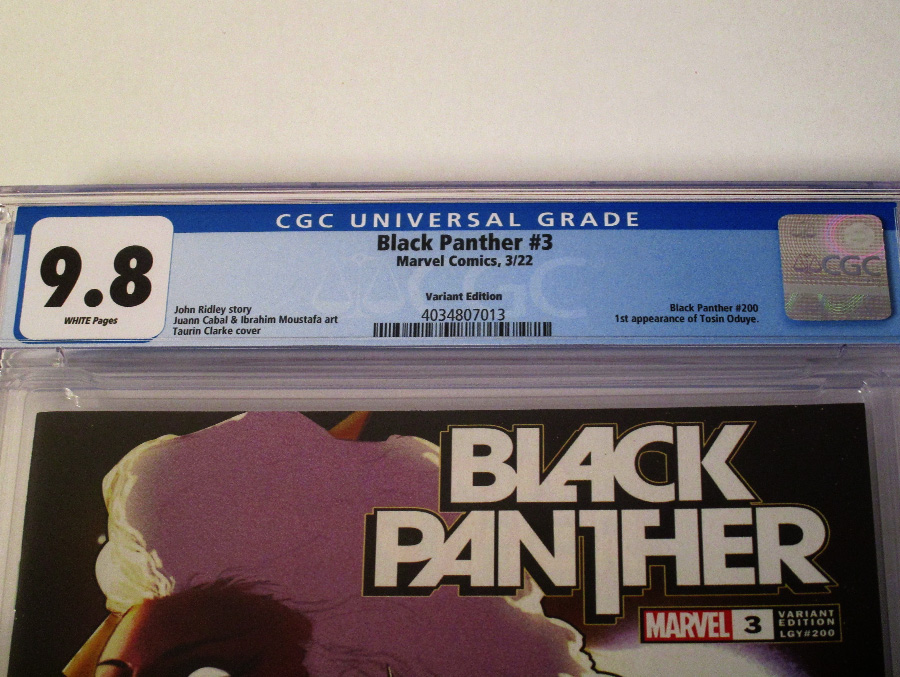 CGC UNIVERSAL GRADE
9.8
WHITE Pages
Black Panther #3
Marvel Comics, 3/22
Variant Edition
4034807013
John Ridley story
Juann Cabal & Ibrahim Moustafa art
Taurin Clarke cover
Black Panther #200
1st appearance of Tosin Oduye.
CGC
CGC
BLACK
PANTHER
MARVEL 3 VARIANT
EDITION
LGY#200